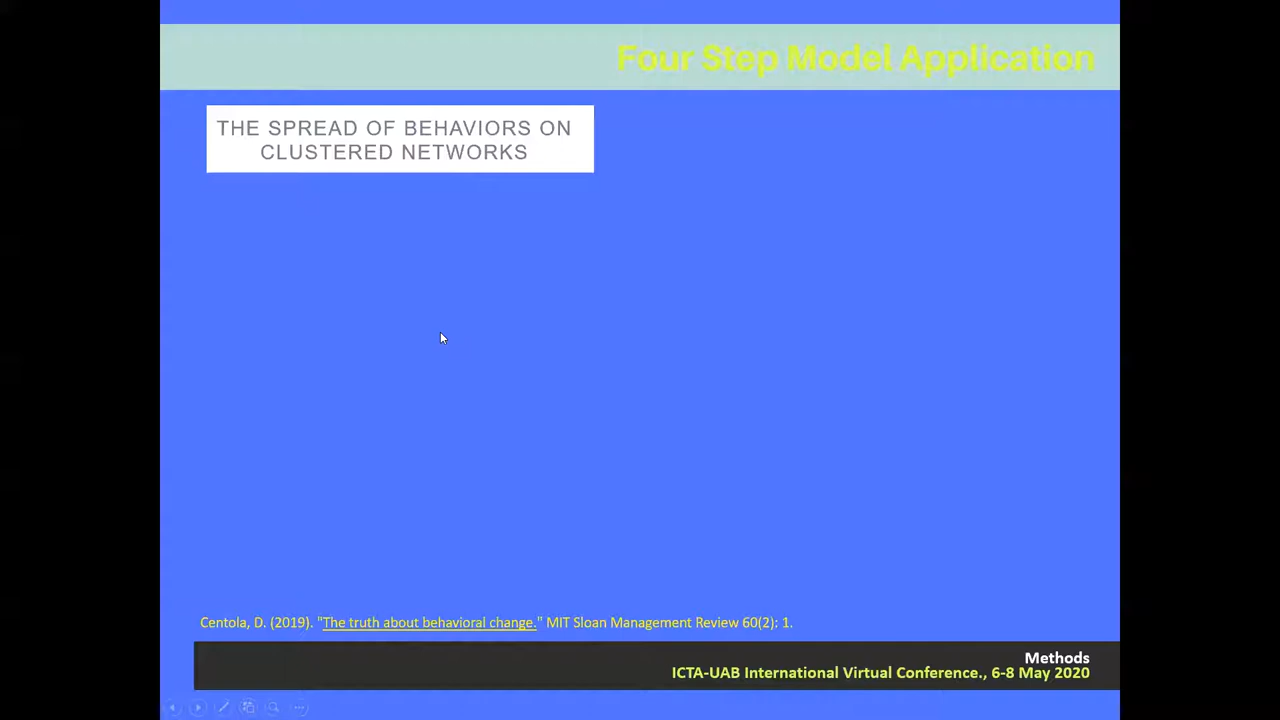 Four Step Model Application
THE SPREAD OF BEHAVIORS ON
CLUSTERED NETWORKS
Centola, D. (2019). "The truth about behavioral change." MIT Sloan Management Review 60(2): 1.
Methods
ICTA-UAB International Virtual Conference., 6-8 May 2020